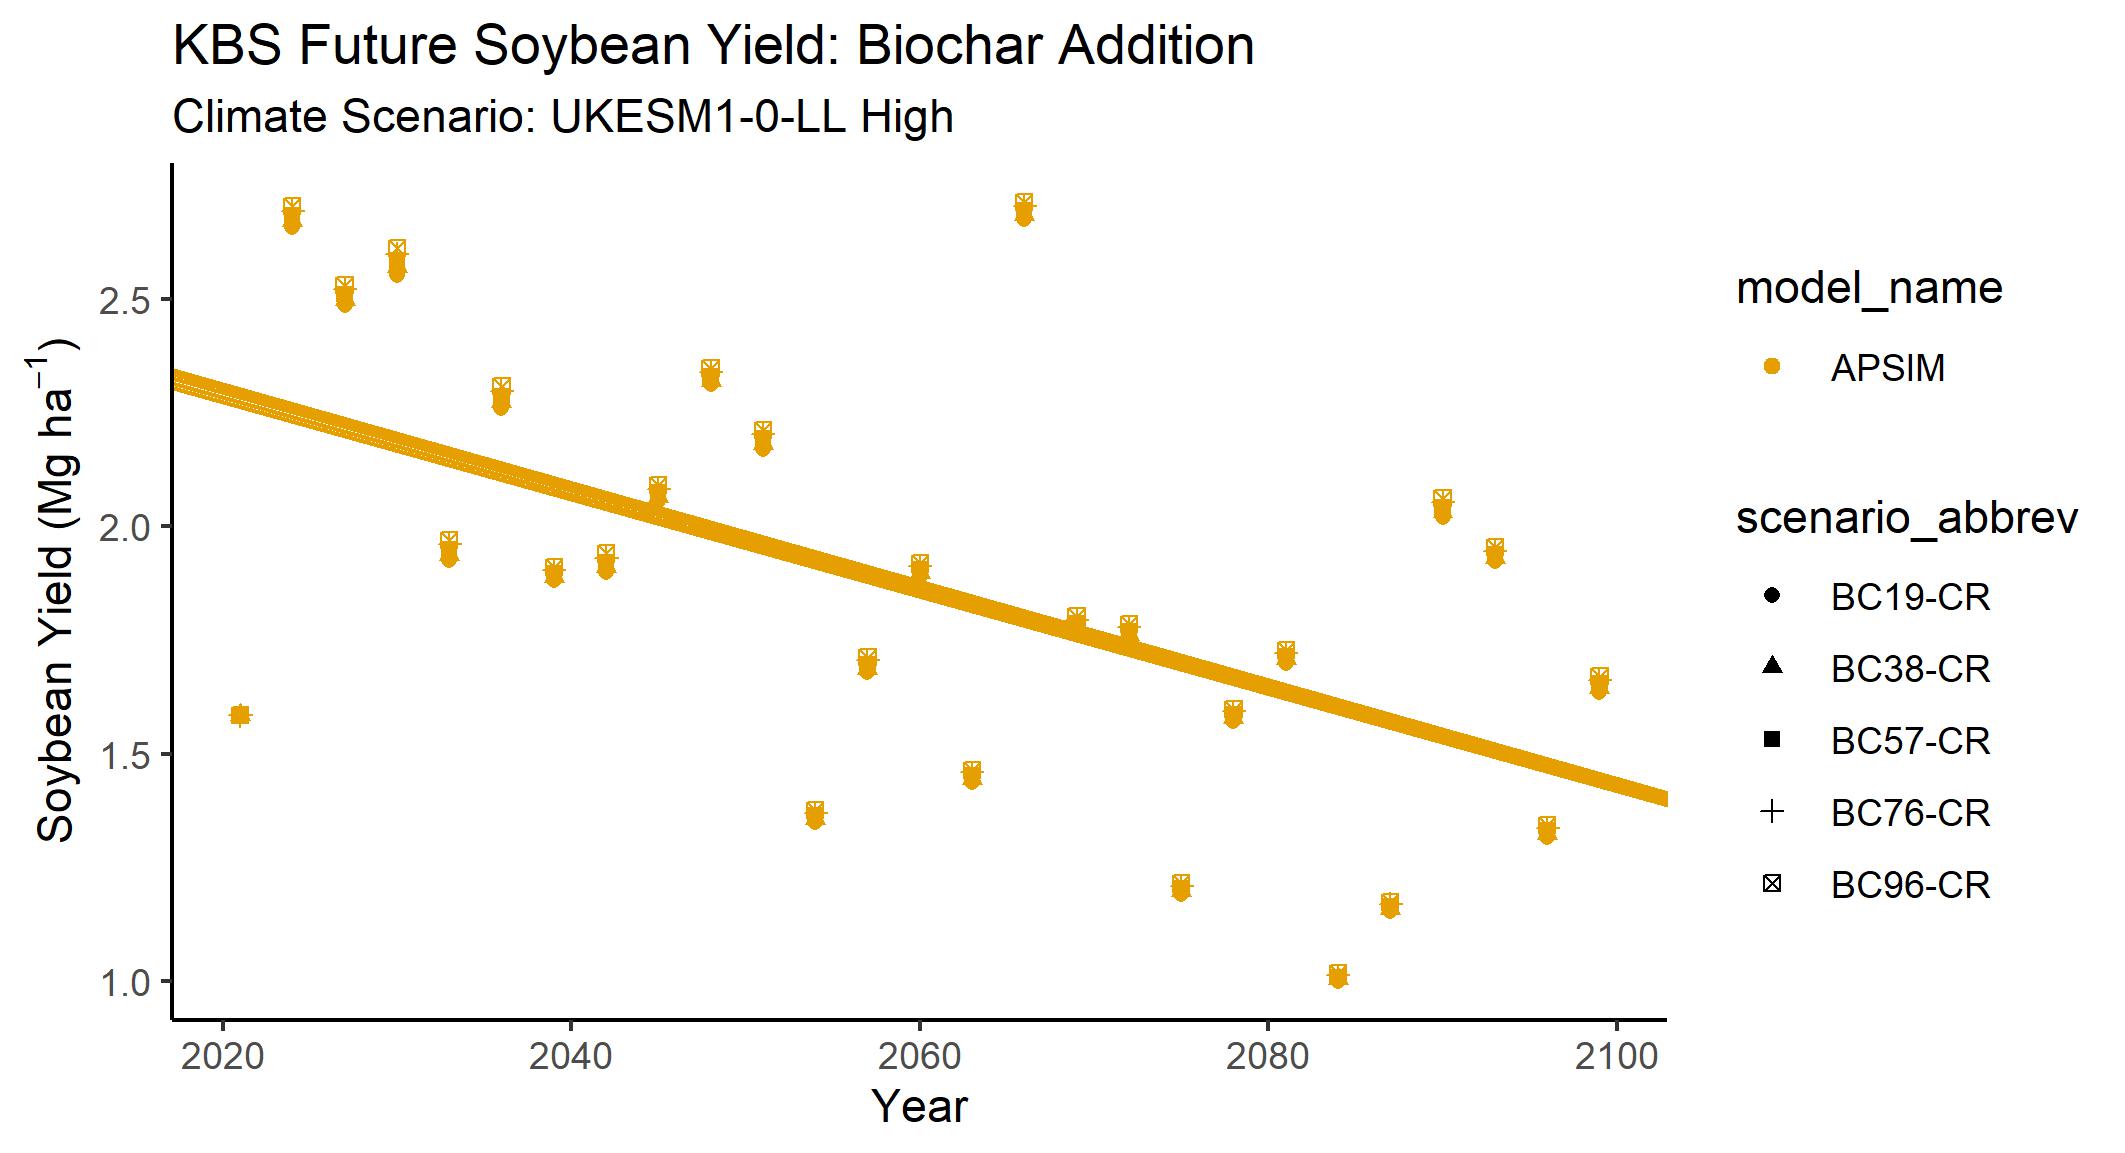 KBS Future Soybean Yield: Biochar Addition
Climate Scenario: UKESM1-0-LL High
Soybean Yield (Mg ha⁻¹)
2.5
2.0
1.5
1.0
2020 2040 2060 2080 2100
Year
model_name
APSIM
scenario_abbrev
BC19-CR
BC38-CR
BC57-CR
BC76-CR
BC96-CR